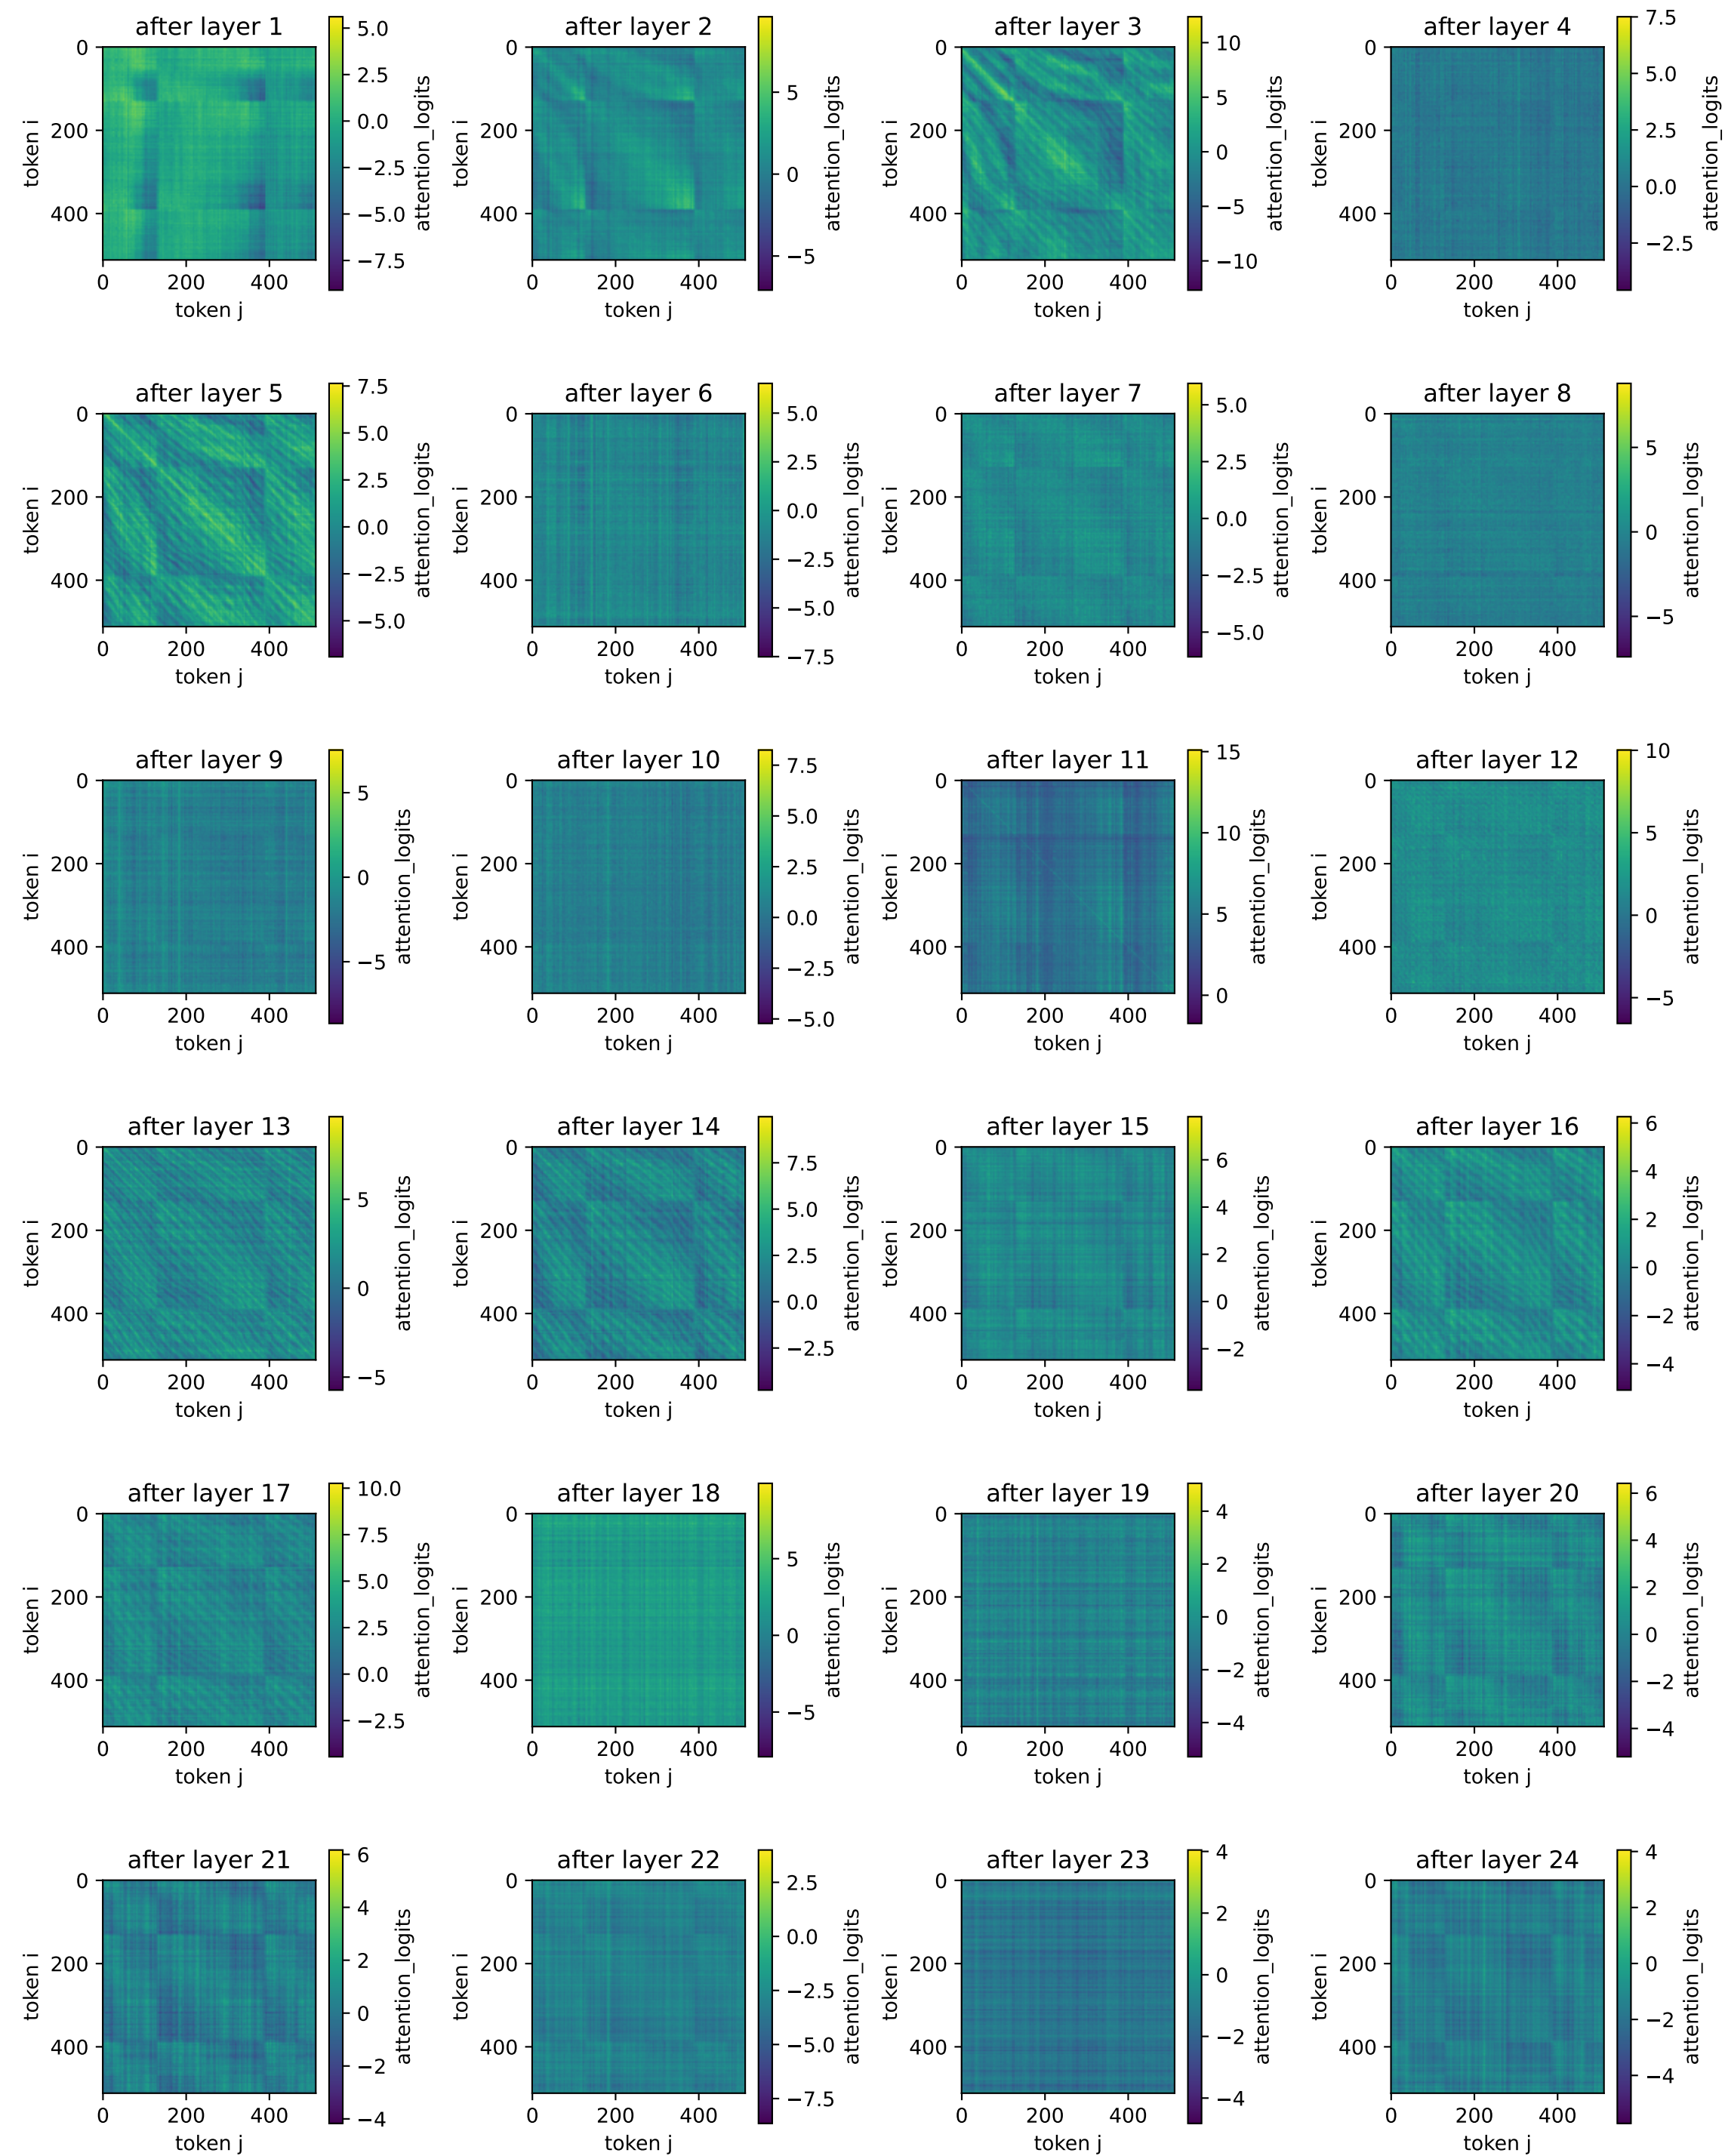 after layer 1
5.0
2.5
0.0
−2.5
−5.0
−7.5
attention_logits
0
200
400
token i
0 200 400
token j
after layer 2
5
0
−5
attention_logits
0
200
400
token i
0 200 400
token j
after layer 3
10
5
0
−5
−10
attention_logits
0
200
400
token i
0 200 400
token j
after layer 4
7.5
5.0
2.5
0.0
−2.5
attention_logits
0
200
400
token i
0 200 400
token j
after layer 5
7.5
5.0
2.5
0.0
−2.5
−5.0
attention_logits
0
200
400
token i
0 200 400
token j
after layer 6
5.0
2.5
0.0
−2.5
−5.0
−7.5
attention_logits
0
200
400
token i
0 200 400
token j
after layer 7
5.0
2.5
0.0
−2.5
−5.0
attention_logits
0
200
400
token i
0 200 400
token j
after layer 8
5
0
−5
attention_logits
0
200
400
token i
0 200 400
token j
after layer 9
5
0
−5
attention_logits
0
200
400
token i
0 200 400
token j
after layer 10
7.5
5.0
2.5
0.0
−2.5
−5.0
attention_logits
0
200
400
token i
0 200 400
token j
after layer 11
15
10
5
0
attention_logits
0
200
400
token i
0 200 400
token j
after layer 12
10
5
0
−5
attention_logits
0
200
400
token i
0 200 400
token j
after layer 13
5
0
−5
attention_logits
0
200
400
token i
0 200 400
token j
after layer 14
7.5
5.0
2.5
0.0
−2.5
attention_logits
0
200
400
token i
0 200 400
token j
after layer 15
6
4
2
0
−2
attention_logits
0
200
400
token i
0 200 400
token j
after layer 16
6
4
2
0
−2
−4
attention_logits
0
200
400
token i
0 200 400
token j
after layer 17
10.0
7.5
5.0
2.5
0.0
−2.5
attention_logits
0
200
400
token i
0 200 400
token j
after layer 18
5
0
−5
attention_logits
0
200
400
token i
0 200 400
token j
after layer 19
4
2
0
−2
−4
attention_logits
0
200
400
token i
0 200 400
token j
after layer 20
6
4
2
0
−2
−4
attention_logits
0
200
400
token i
0 200 400
token j
after layer 21
6
4
2
0
−2
−4
attention_logits
0
200
400
token i
0 200 400
token j
after layer 22
2.5
0.0
−2.5
−5.0
−7.5
attention_logits
0
200
400
token i
0 200 400
token j
after layer 23
4
2
0
−2
−4
attention_logits
0
200
400
token i
0 200 400
token j
after layer 24
4
2
0
−2
−4
attention_logits
0
200
400
token i
0 200 400
token j